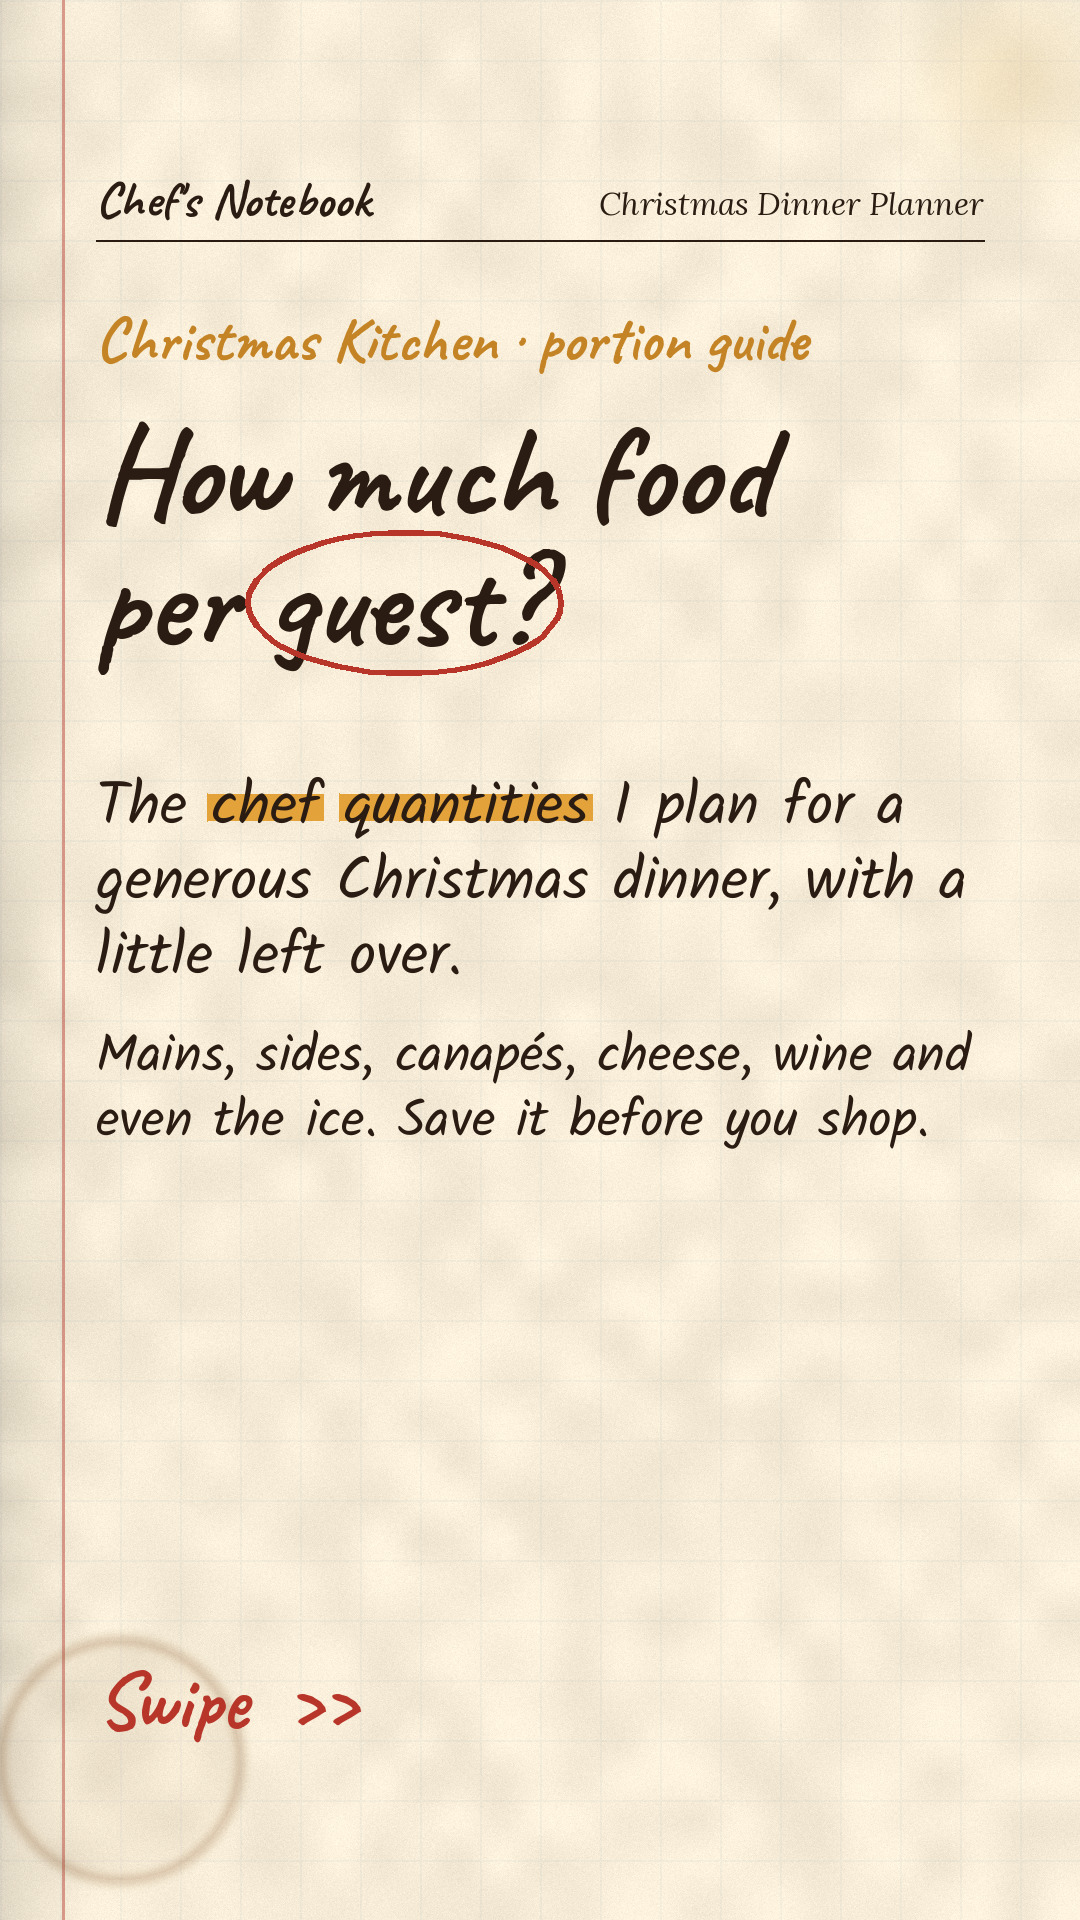 Chef's Notebook
Christmas Dinner Planner
Christmas Kitchen · portion guide
How much food
per guest?
The chef quantities I plan for a
generous Christmas dinner, with a
little left over.
Mains, sides, canapés, cheese, wine and
even the ice. Save it before you shop.
Swipe >>